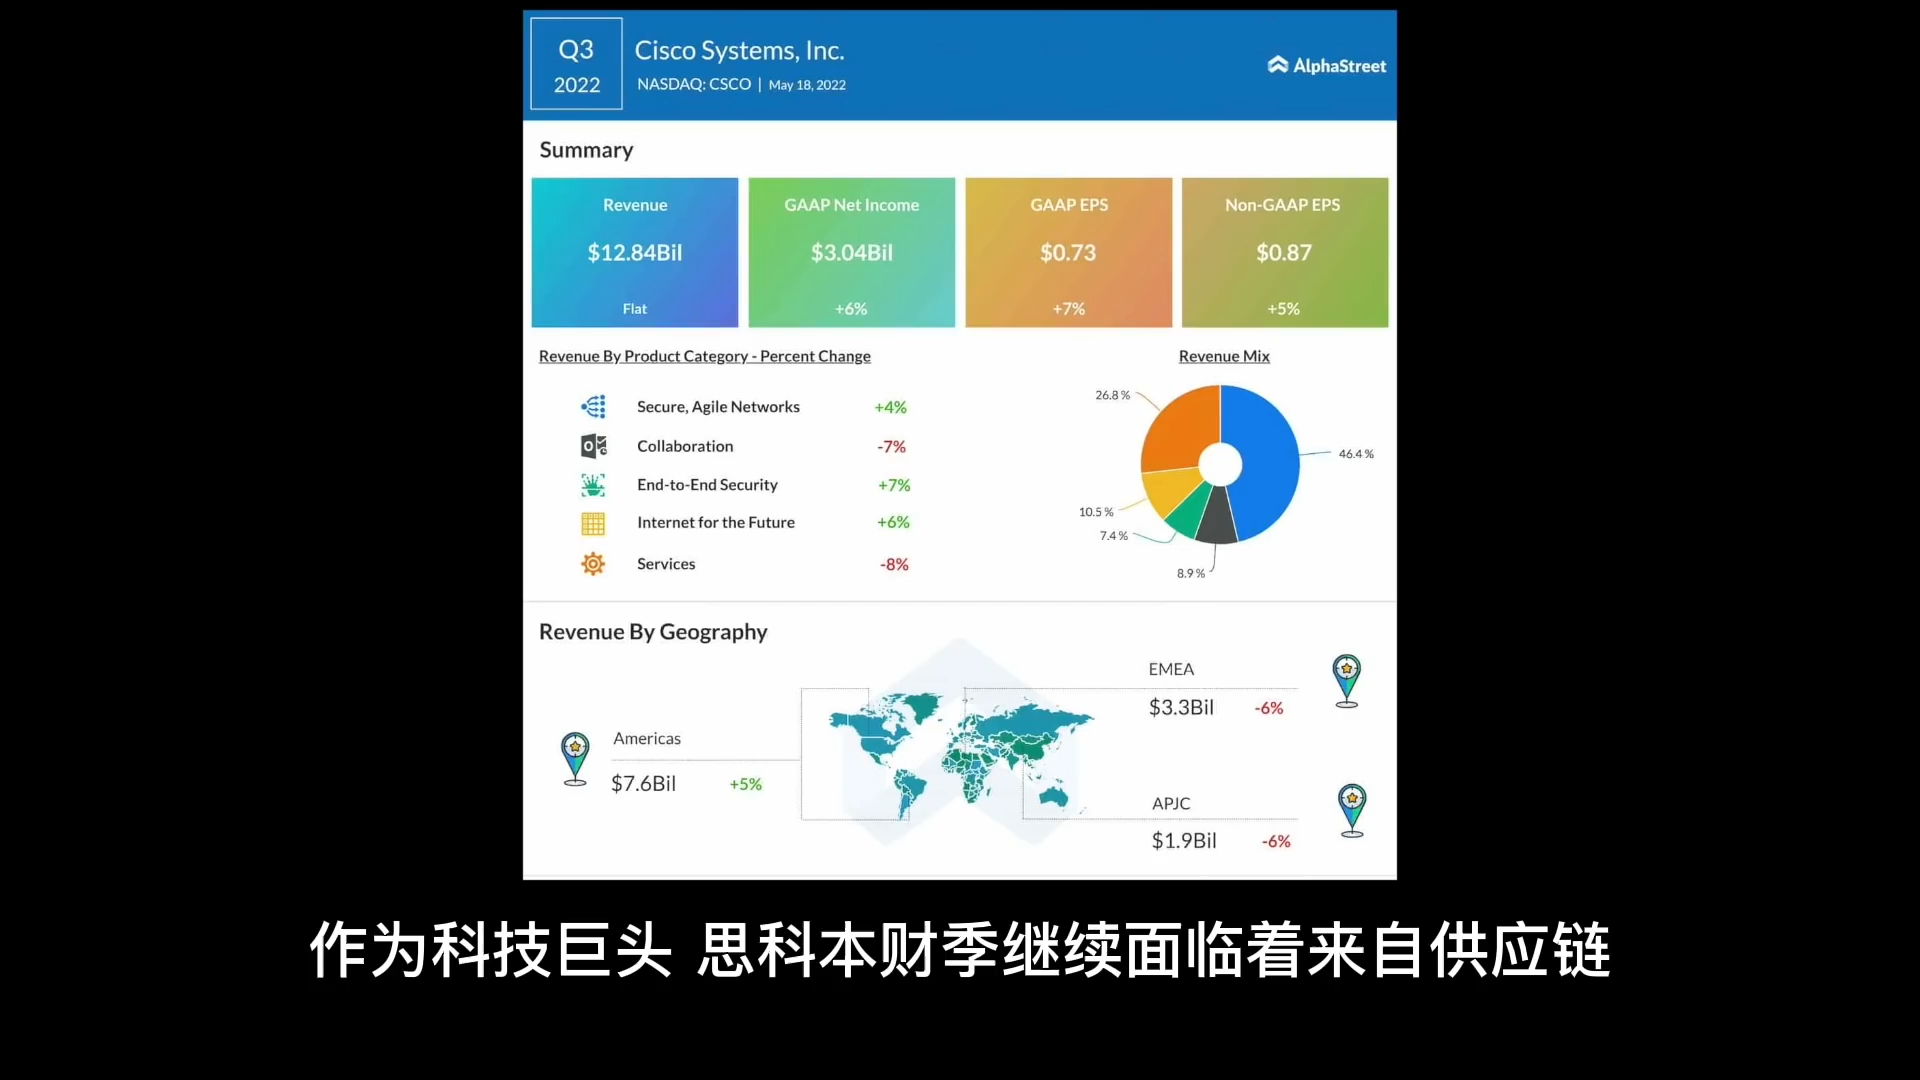 Q3
2022
Cisco Systems, Inc.
NASDAQ: CSCO | May 18, 2022
AlphaStreet
Summary
Revenue
$12.84Bil
Flat
GAAP Net Income
$3.04Bil
+6%
GAAP EPS
$0.73
+7%
Non-GAAP EPS
$0.87
+5%
Revenue By Product Category - Percent Change
Secure, Agile Networks +4%
Collaboration -7%
End-to-End Security +7%
Internet for the Future +6%
Services -8%
Revenue Mix
26.8 %
46.4 %
10.5 %
7.4 %
8.9 %
Revenue By Geography
Americas
$7.6Bil +5%
EMEA
$3.3Bil -6%
APJC
$1.9Bil -6%
作为科技巨头 思科本财季继续面临着来自供应链